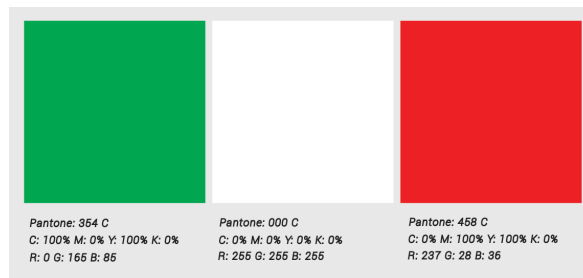 Pantone: 354 C
C: 100% M: 0% Y: 100% K: 0%
R: 0 G: 165 B: 85
Pantone: 000 C
C: 0% M: 0% Y: 0% K: 0%
R: 255 G: 255 B: 255
Pantone: 458 C
C: 0% M: 100% Y: 100% K: 0%
R: 237 G: 28 B: 36